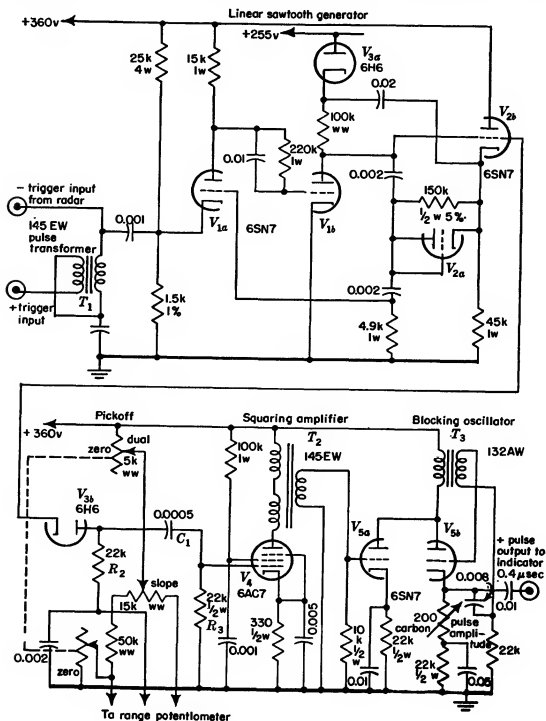 Linear sawtooth generator
+360v
+255v
25k
4w
15k
1w
V3a
6H6
0.02
100k
ww
V2b
220k
1w
0.01
0.002
6SN7
− trigger input
from radar
0.001
V1a
6SN7
V1b
150k
1/2 w 5%
145 EW
pulse
transformer
V2a
T1
1.5k
1%
0.002
+trigger
input
4.9k
1w
45k
1w
Pickoff
Squaring amplifier
Blocking oscillator
+360v
dual
zero
5k
ww
100k
1w
T2
145EW
T3
132AW
V3b
6H6
0.0005
C1
V5a
V5b
+ pulse
output to
indicator
0.4 μsec
22k
R2
V4
6AC7
6SN7
0.008
0.01
slope
15k
ww
22k
1/2 w
R3
0.005
200
carbon
pulse
ampli-
tude
0.002
50k
ww
330
1/2 w
10
k
1/2
w
22k
1/2w
22k
zero
0.001
0.01
22k
1/2 w
0.05
To range potentiometer